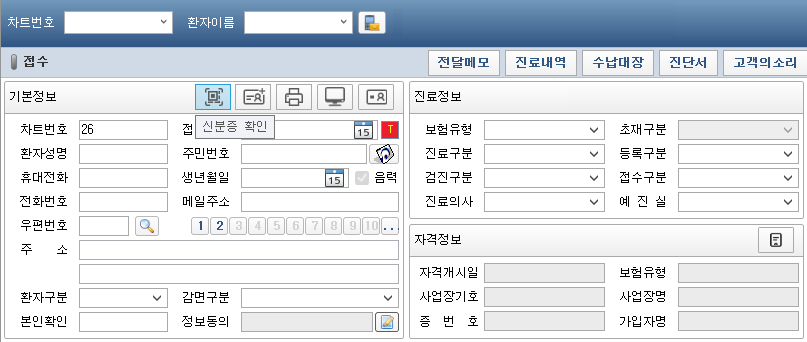 차트번호 환자이름
접수 전달메모 진료내역 수납대장 진단서 고객의소리
기본정보 진료정보
차트번호 26 접 15 T 보험유형 초재구분
신분증 확인
환자성명 주민번호 진료구분 등록구분
휴대전화 생년월일 15 음력 검진구분 접수구분
전화번호 메일주소 진료의사 예 진 실
우편번호 1 2 3 4 5 6 7 8 9 10 ...
주 소 자격정보
자격개시일 보험유형
환자구분 감면구분 사업장기호 사업장명
본인확인 정보동의 증 번 호 가입자명